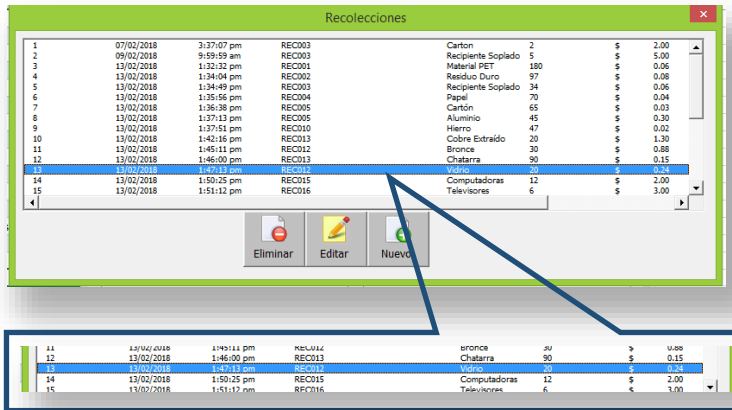 Recolecciones
1 07/02/2018 3:37:07 pm REC003 Carton 2 $ 2.00
2 09/02/2018 9:59:59 am REC003 Recipiente Soplado 5 $ 5.00
3 13/02/2018 1:32:32 pm REC001 Material PET 180 $ 0.06
4 13/02/2018 1:34:04 pm REC002 Residuo Duro 97 $ 0.08
5 13/02/2018 1:34:49 pm REC003 Recipiente Soplado 34 $ 0.06
6 13/02/2018 1:35:56 pm REC004 Papel 70 $ 0.04
7 13/02/2018 1:36:38 pm REC005 Cartón 65 $ 0.03
8 13/02/2018 1:37:13 pm REC005 Aluminio 45 $ 0.30
9 13/02/2018 1:37:51 pm REC010 Hierro 47 $ 0.02
10 13/02/2018 1:42:16 pm REC013 Cobre Extraído 20 $ 1.30
11 13/02/2018 1:45:11 pm REC012 Bronce 30 $ 0.88
12 13/02/2018 1:46:00 pm REC013 Chatarra 90 $ 0.15
13 13/02/2018 1:47:13 pm REC012 Vidrio 20 $ 0.24
14 13/02/2018 1:50:25 pm REC015 Computadoras 12 $ 2.00
15 13/02/2018 1:51:12 pm REC016 Televisores 6 $ 3.00
Eliminar Editar Nuevo
11 13/02/2018 1:45:11 pm REC012 Bronce 30 $ 0.88
12 13/02/2018 1:46:00 pm REC013 Chatarra 90 $ 0.15
13 13/02/2018 1:47:13 pm REC012 Vidrio 20 $ 0.24
14 13/02/2018 1:50:25 pm REC015 Computadoras 12 $ 2.00
15 13/02/2018 1:51:12 pm REC016 Televisores 6 $ 3.00